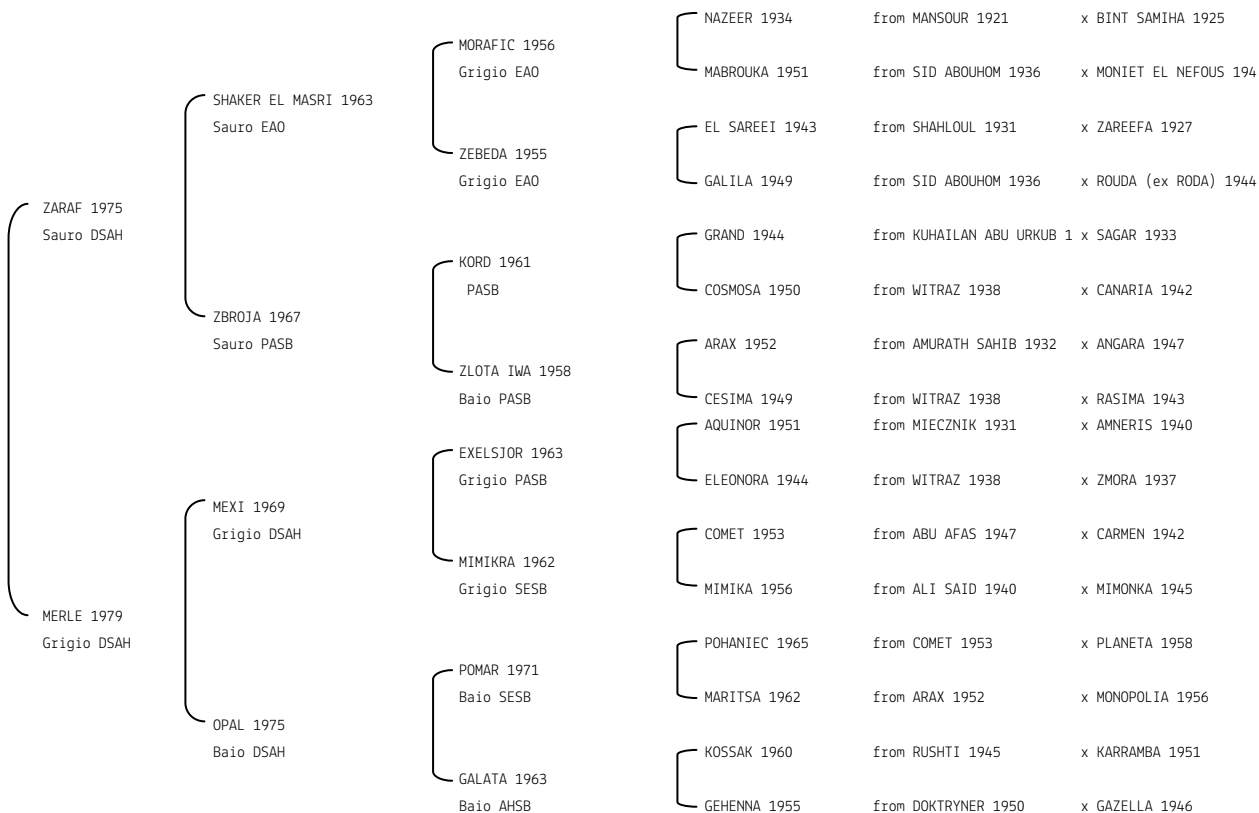 NAZEER 1934 from MANSOUR 1921 x BINT SAMIHA 1925
MORAFIC 1956
Grigio EAO
MABROUKA 1951 from SID ABOUHOM 1936 x MONIET EL NEFOUS 194
SHAKER EL MASRI 1963
Sauro EAO
EL SAREEI 1943 from SHAHLOUL 1931 x ZAREEFA 1927
ZEBEDA 1955
Grigio EAO
GALILA 1949 from SID ABOUHOM 1936 x ROUDA (ex RODA) 1944
ZARAF 1975
Sauro DSAH
GRAND 1944 from KUHAILAN ABU URKUB 1 x SAGAR 1933
KORD 1961
PASB
COSMOSA 1950 from WITRAZ 1938 x CANARIA 1942
ZBROJA 1967
Sauro PASB
ARAX 1952 from AMURATH SAHIB 1932 x ANGARA 1947
ZLOTA IWA 1958
Baio PASB
CESIMA 1949 from WITRAZ 1938 x RASIMA 1943
AQUINOR 1951 from MIECZNIK 1931 x AMNERIS 1940
EXELSJOR 1963
Grigio PASB
ELEONORA 1944 from WITRAZ 1938 x ZMORA 1937
MEXI 1969
Grigio DSAH
COMET 1953 from ABU AFAS 1947 x CARMEN 1942
MIMIKRA 1962
Grigio SESB
MIMIKA 1956 from ALI SAID 1940 x MIMONKA 1945
MERLE 1979
Grigio DSAH
POHANIEC 1965 from COMET 1953 x PLANETA 1958
POMAR 1971
Baio SESB
MARITSA 1962 from ARAX 1952 x MONOPOLIA 1956
OPAL 1975
Baio DSAH
KOSSAK 1960 from RUSHTI 1945 x KARRAMBA 1951
GALATA 1963
Baio AHSB
GEHENNA 1955 from DOKTRYNER 1950 x GAZELLA 1946